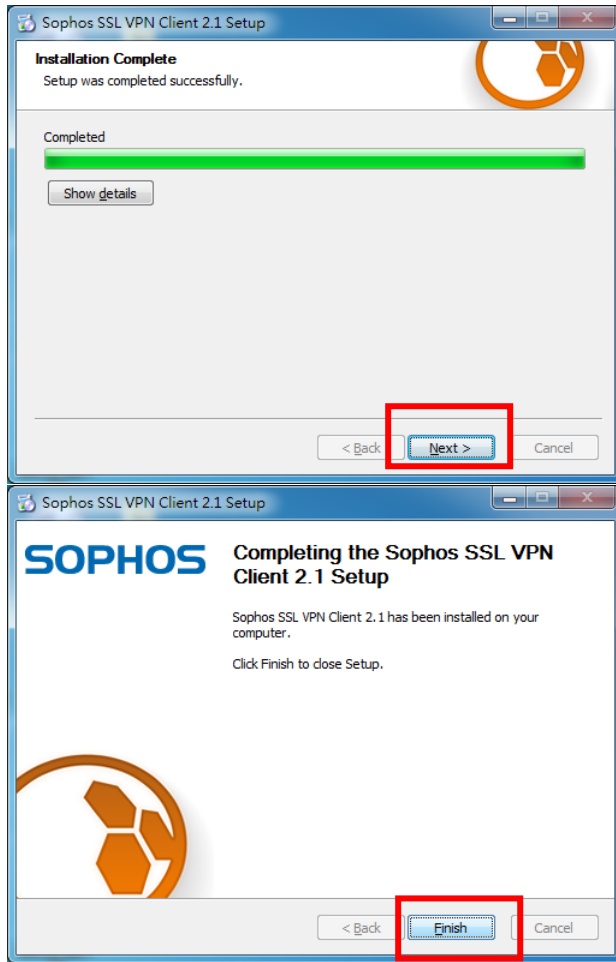 Sophos SSL VPN Client 2.1 Setup
Installation Complete
Setup was completed successfully.
Completed
Show details
< Back
Next >
Cancel
Sophos SSL VPN Client 2.1 Setup
SOPHOS
Completing the Sophos SSL VPN
Client 2.1 Setup
Sophos SSL VPN Client 2.1 has been installed on your
computer.
Click Finish to close Setup.
< Back
Finish
Cancel